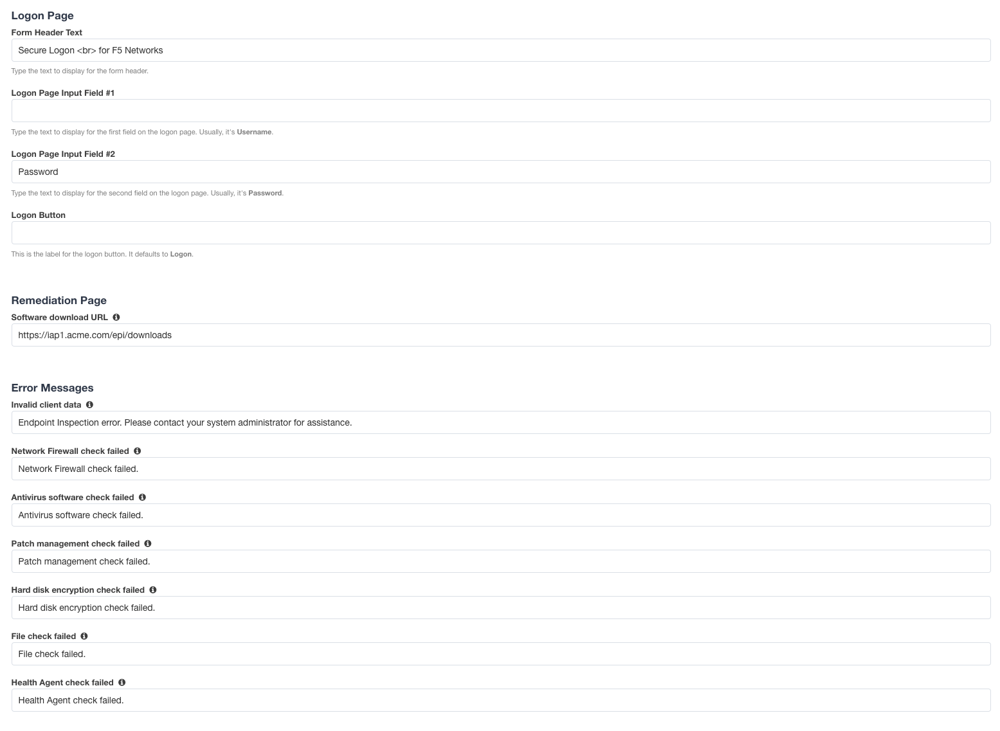 Logon Page
Form Header Text
Secure Logon <br> for F5 Networks
Type the text to display for the form header.
Logon Page Input Field #1
Type the text to display for the first field on the logon page. Usually, it's Username.
Logon Page Input Field #2
Password
Type the text to display for the second field on the logon page. Usually, it's Password.
Logon Button
This is the label for the logon button. It defaults to Logon.
Remediation Page
Software download URL
https://iap1.acme.com/epi/downloads
Error Messages
Invalid client data
Endpoint Inspection error. Please contact your system administrator for assistance.
Network Firewall check failed
Network Firewall check failed.
Antivirus software check failed
Antivirus software check failed.
Patch management check failed
Patch management check failed.
Hard disk encryption check failed
Hard disk encryption check failed.
File check failed
File check failed.
Health Agent check failed
Health Agent check failed.